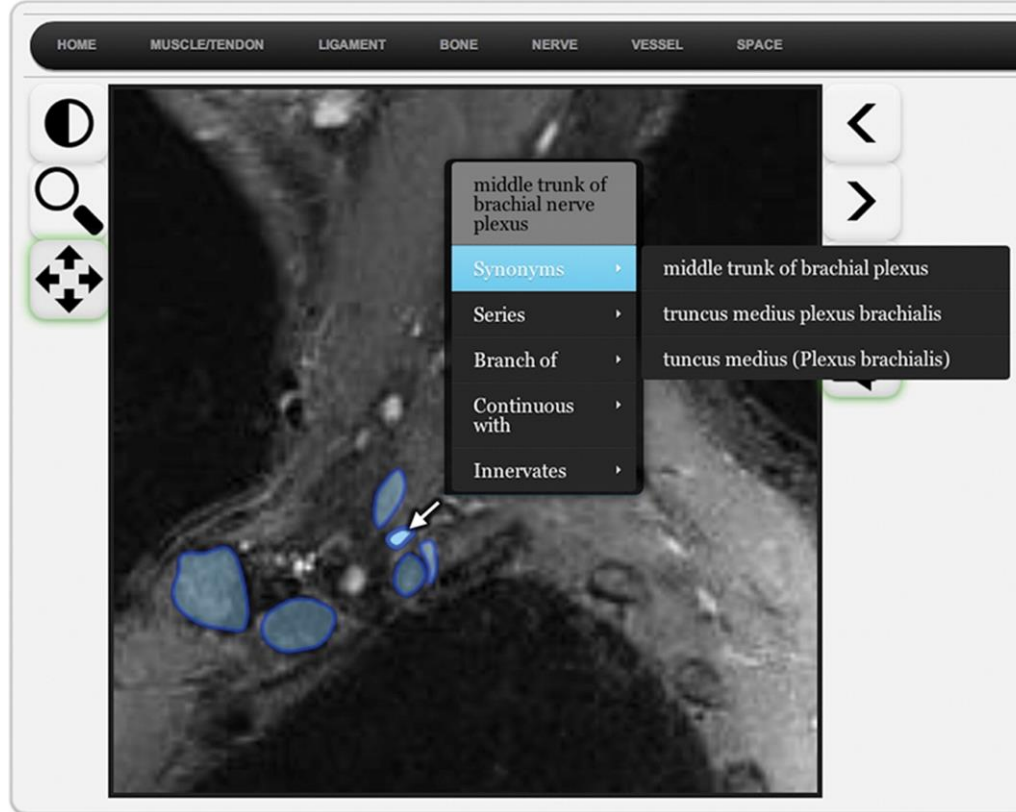 HOME MUSCLE/TENDON LIGAMENT BONE NERVE VESSEL SPACE
middle trunk of
brachial nerve
plexus
Synonyms
middle trunk of brachial plexus
Series
truncus medius plexus brachialis
Branch of
tuncus medius (Plexus brachialis)
Continuous
with
Innervates